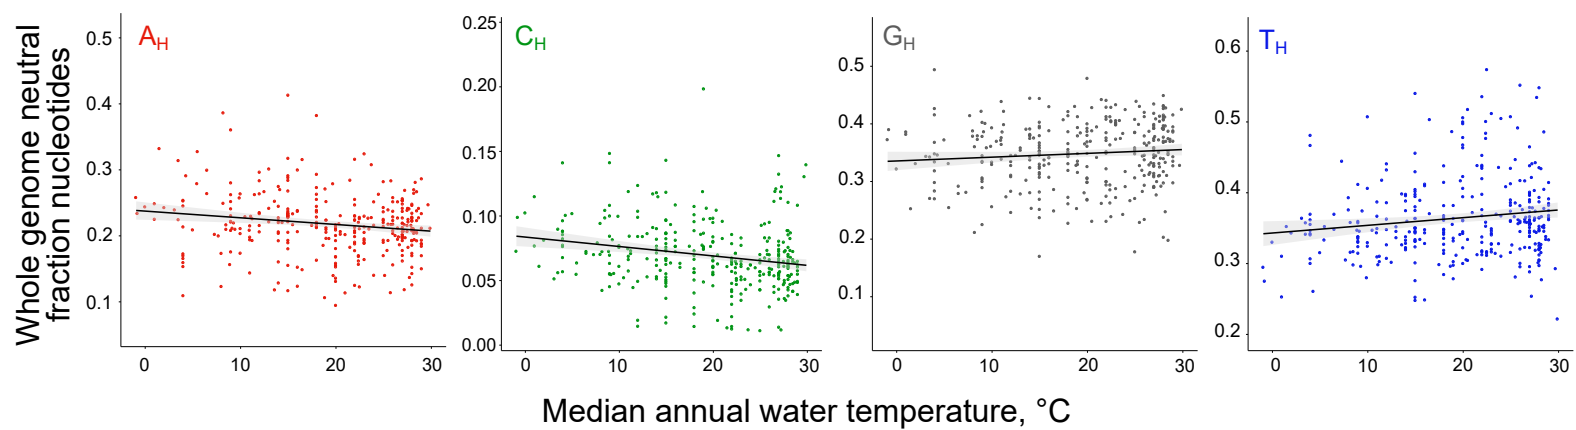 Whole genome neutral
fraction nucleotides
A_H
0.5
0.4
0.3
0.2
0.1
0 10 20 30
C_H
0.25
0.20
0.15
0.10
0.05
0.00
0 10 20 30
G_H
0.5
0.4
0.3
0.2
0.1
0 10 20 30
T_H
0.6
0.5
0.4
0.3
0.2
0 10 20 30
Median annual water temperature, °C